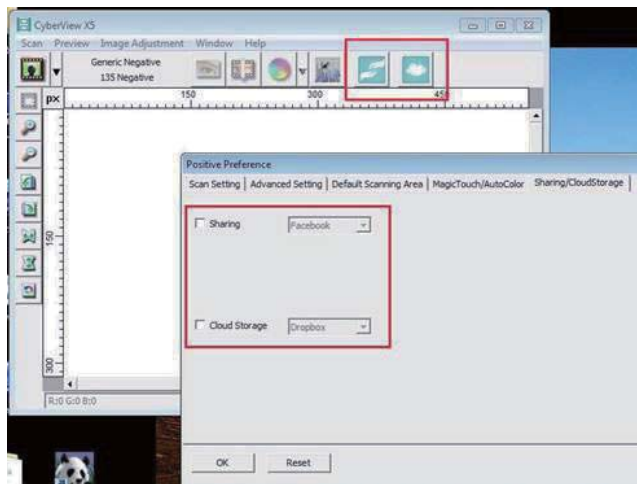 CyberView X5
Scan Preview Image Adjustment Window Help
Generic Negative
135 Negative
px
150 300 450
150
300
R:0 G:0 B:0
Positive Preference
Scan Setting Advanced Setting Default Scanning Area MagicTouch/AutoColor Sharing/CloudStorage
Sharing Facebook
Cloud Storage Dropbox
OK Reset